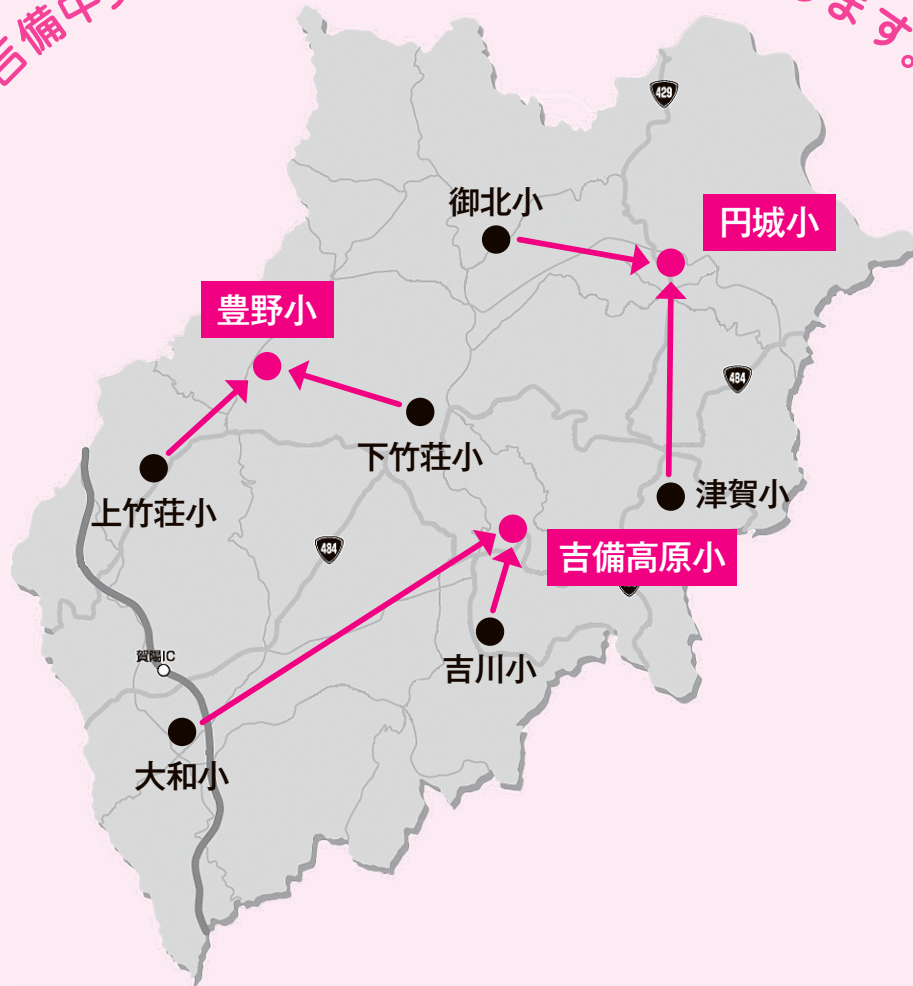 吉備中
ます。
429
御北小
円城小
豊野小
484
下竹荘小
上竹荘小
津賀小
484
吉備高原小
賀陽IC
吉川小
大和小